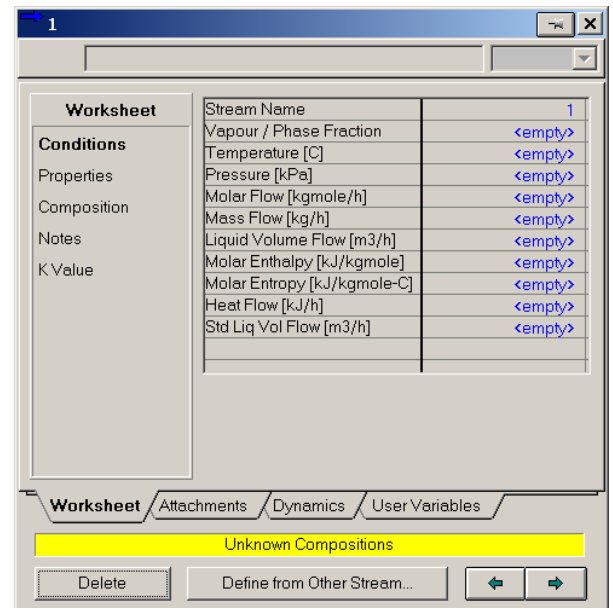 1
Worksheet
Conditions
Properties
Composition
Notes
K Value
Stream Name 1
Vapour / Phase Fraction <empty>
Temperature [C] <empty>
Pressure [kPa] <empty>
Molar Flow [kgmole/h] <empty>
Mass Flow [kg/h] <empty>
Liquid Volume Flow [m3/h] <empty>
Molar Enthalpy [kJ/kgmole] <empty>
Molar Entropy [kJ/kgmole-C] <empty>
Heat Flow [kJ/h] <empty>
Std Liq Vol Flow [m3/h] <empty>
Worksheet Attachments Dynamics User Variables
Unknown Compositions
Delete Define from Other Stream...